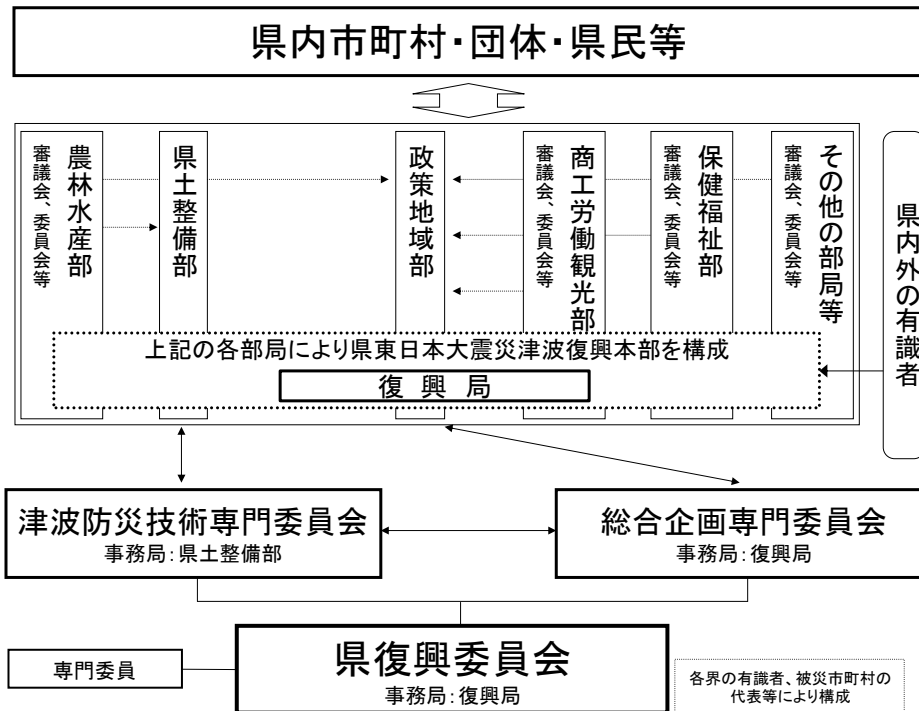 県内市町村・団体・県民等
農林水産部
審議会、委員会等
県土整備部
政策地域部
商工労働観光部
審議会、委員会等
保健福祉部
審議会、委員会等
その他の部局等
審議会、委員会等
県内外の有識者
上記の各部局により県東日本大震災津波復興本部を構成
復興局
津波防災技術専門委員会
事務局：県土整備部
総合企画専門委員会
事務局：復興局
県復興委員会
事務局：復興局
専門委員
各界の有識者、被災市町村の
代表等により構成